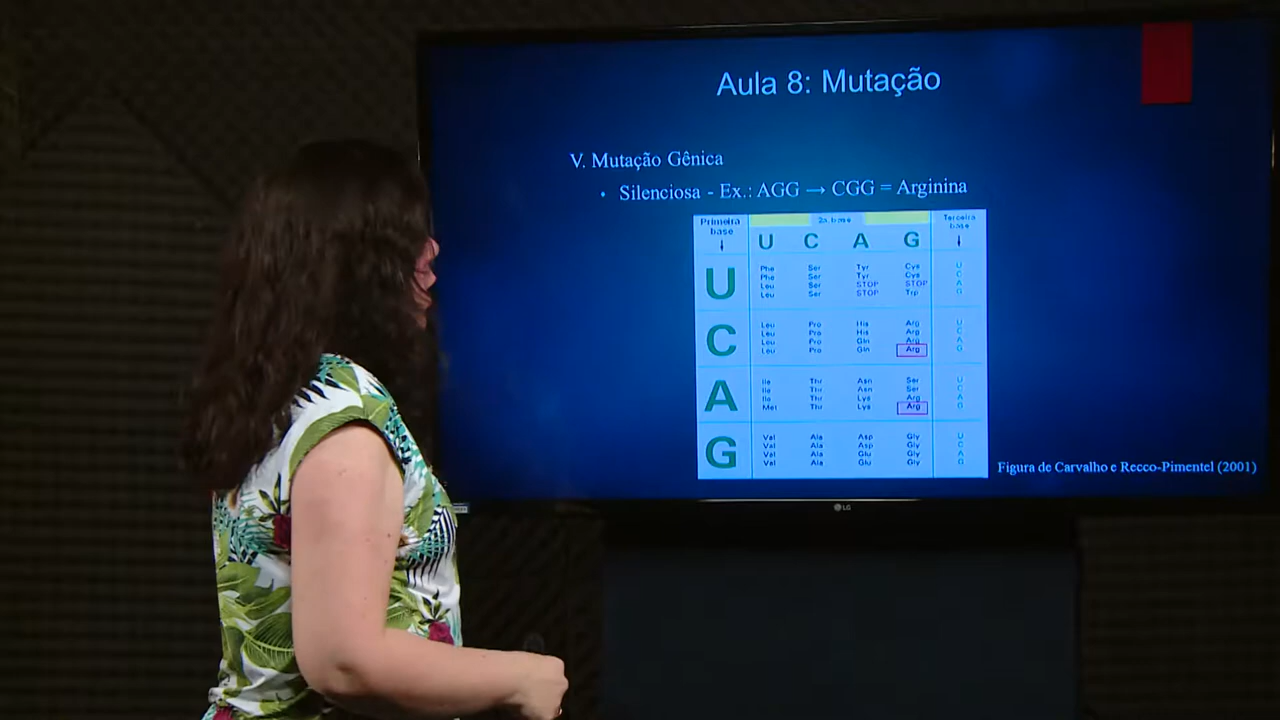 Aula 8: Mutação
V. Mutação Gênica
• Silenciosa - Ex.: AGG → CGG = Arginina
Primeira base ↓ 2a. base Terceira base ↓
U C A G
U
Phe Ser Tyr Cys U
Phe Ser Tyr Cys C
Leu Ser STOP STOP A
Leu Ser STOP Trp G
C
Leu Pro His Arg U
Leu Pro His Arg C
Leu Pro Gln Arg A
Leu Pro Gln Arg G
A
Ile Thr Asn Ser U
Ile Thr Asn Ser C
Ile Thr Lys Arg A
Met Thr Lys Arg G
G
Val Ala Asp Gly U
Val Ala Asp Gly C
Val Ala Glu Gly A
Val Ala Glu Gly G
Figura de Carvalho e Recco-Pimentel (2001)
LG